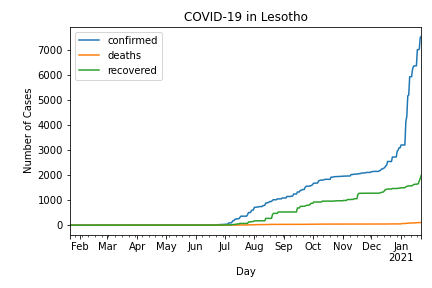 COVID-19 in Lesotho
confirmed
deaths
recovered
Number of Cases
7000
6000
5000
4000
3000
2000
1000
0
Feb Mar Apr May Jun Jul Aug Sep Oct Nov Dec Jan
2021
Day